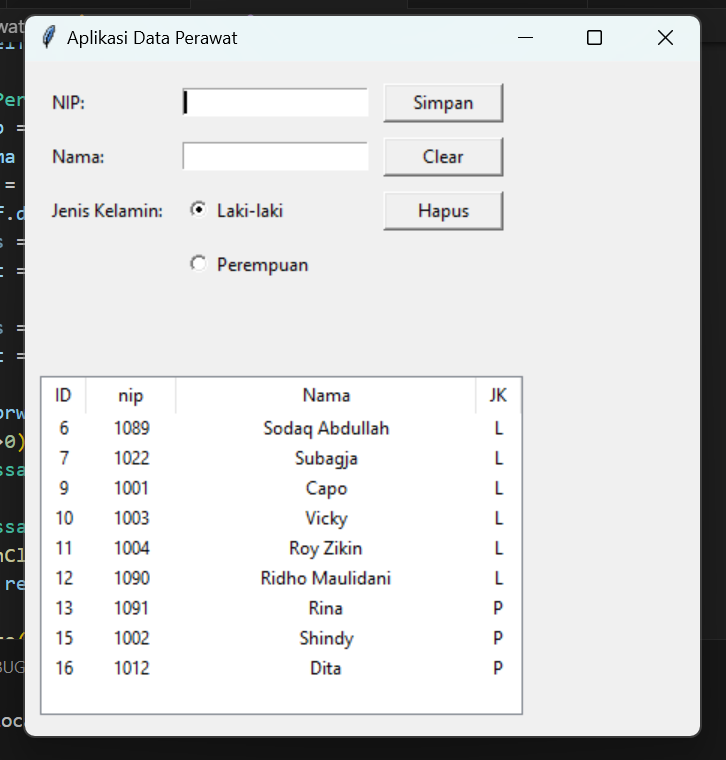 Aplikasi Data Perawat
NIP: Simpan
Nama: Clear
Jenis Kelamin: Laki-laki Hapus
Perempuan
ID nip Nama JK
6 1089 Sodaq Abdullah L
7 1022 Subagja L
9 1001 Capo L
10 1003 Vicky L
11 1004 Roy Zikin L
12 1090 Ridho Maulidani L
13 1091 Rina P
15 1002 Shindy P
16 1012 Dita P